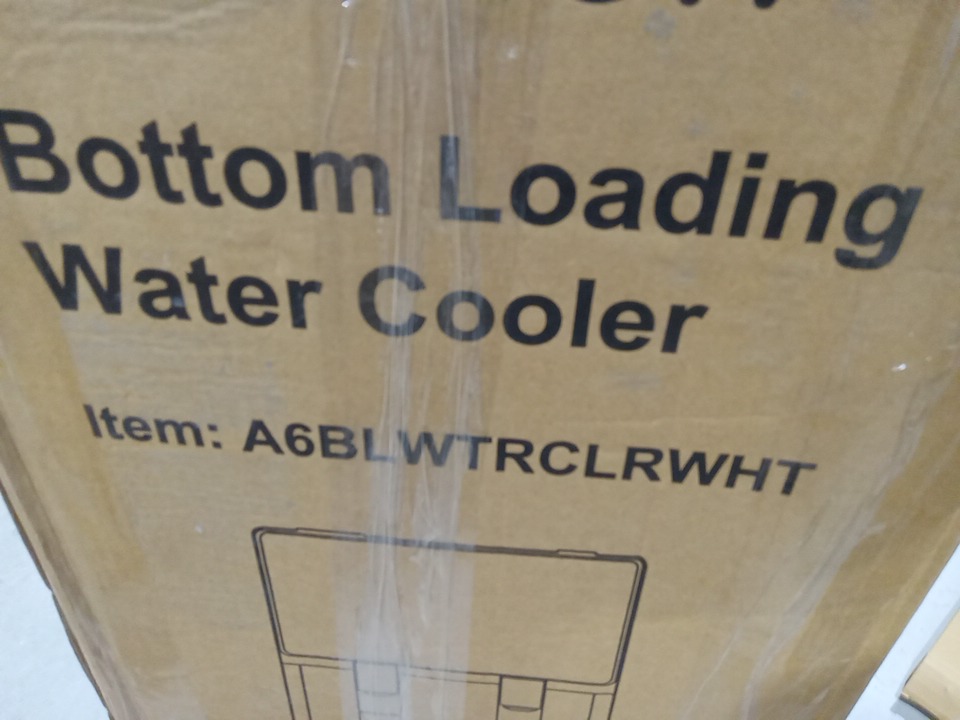 Bottom Loading
Water Cooler
Item: A6BLWTRCLRWHT